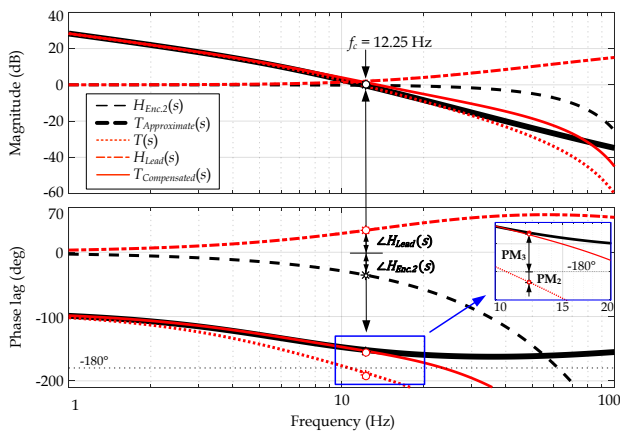 40
20
0
-20
-40
-60
Magnitude (dB)
f_c = 12.25 Hz
H_Enc.2(s)
T_Approximate(s)
T(s)
H_Lead(s)
T_Compensated(s)
70
0
-100
-200
Phase lag (deg)
∠H_Lead(s)
∠H_Enc.2(s)
-180°
PM3
-180°
PM2
10
15
20
1
10
100
Frequency (Hz)